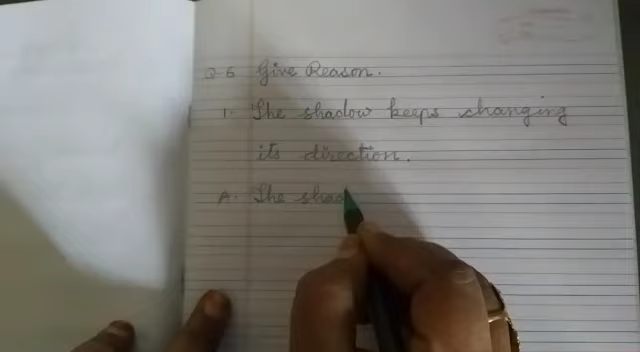 Q-6 Give Reason.
1. The shadow keeps changing
its direction.
A. The shad